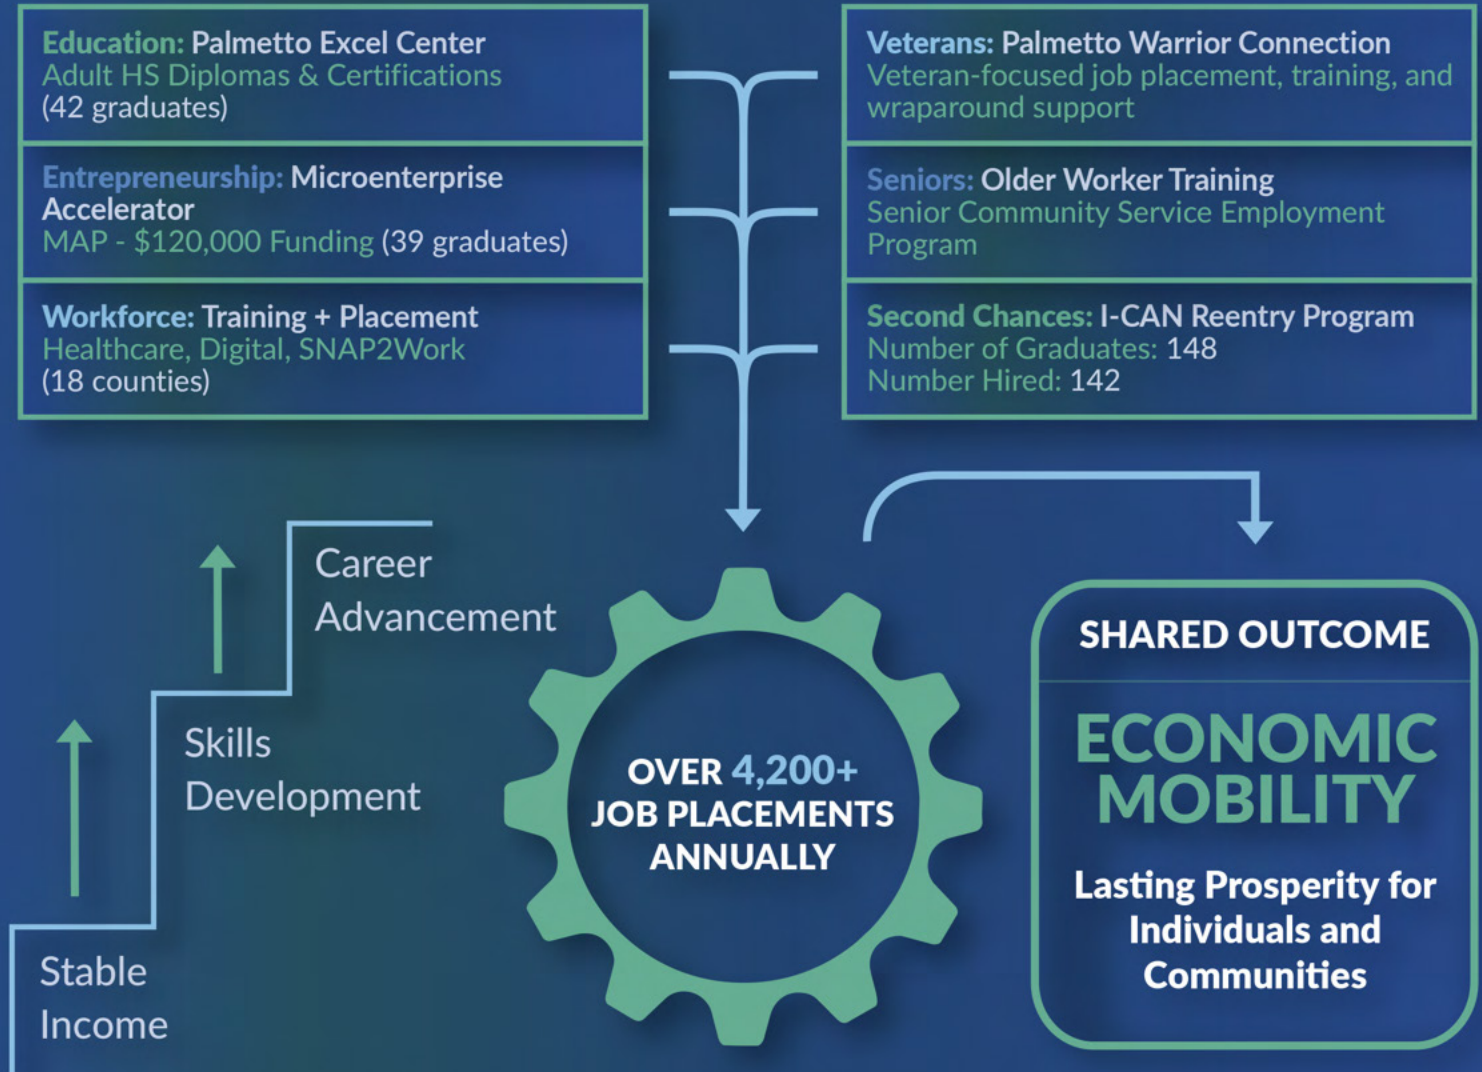 Education: Palmetto Excel Center
Adult HS Diplomas & Certifications
(42 graduates)
Entrepreneurship: Microenterprise
Accelerator
MAP - $120,000 Funding (39 graduates)
Workforce: Training + Placement
Healthcare, Digital, SNAP2Work
(18 counties)
Veterans: Palmetto Warrior Connection
Veteran-focused job placement, training, and
wraparound support
Seniors: Older Worker Training
Senior Community Service Employment
Program
Second Chances: I-CAN Reentry Program
Number of Graduates: 148
Number Hired: 142
Career
Advancement
Skills
Development
Stable
Income
OVER 4,200+
JOB PLACEMENTS
ANNUALLY
SHARED OUTCOME
ECONOMIC
MOBILITY
Lasting Prosperity for
Individuals and
Communities